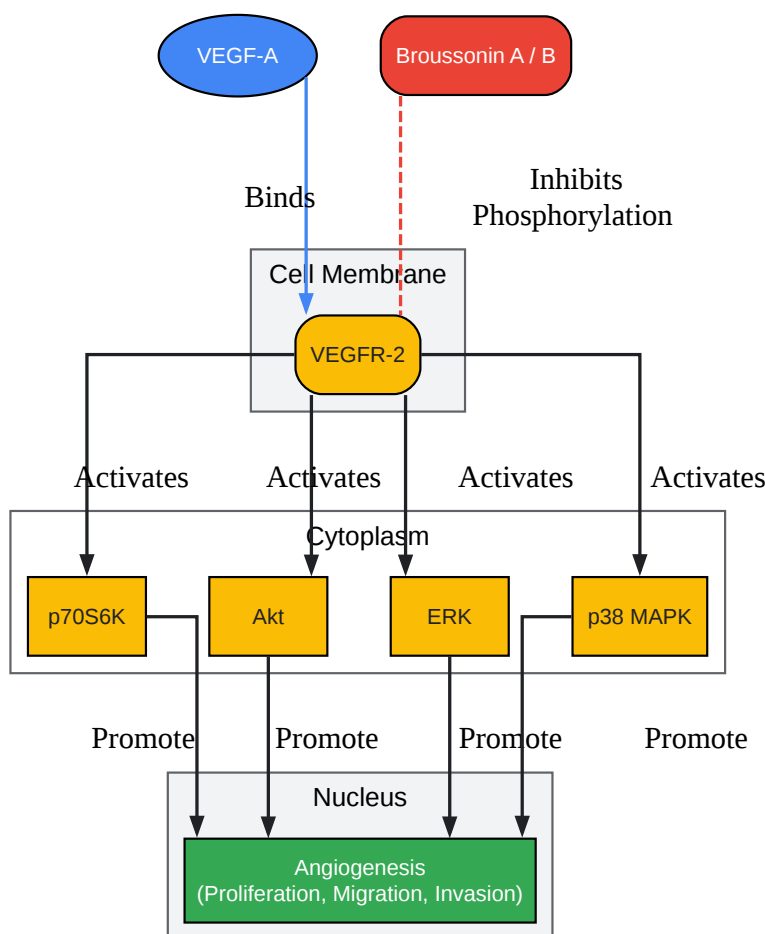 VEGF-A
Broussonin A / B
Binds
Inhibits
Phosphorylation
Cell Membrane
VEGFR-2
Activates
Activates
Activates
Activates
Cytoplasm
p70S6K
Akt
ERK
p38 MAPK
Promote
Promote
Promote
Promote
Nucleus
Angiogenesis
(Proliferation, Migration, Invasion)